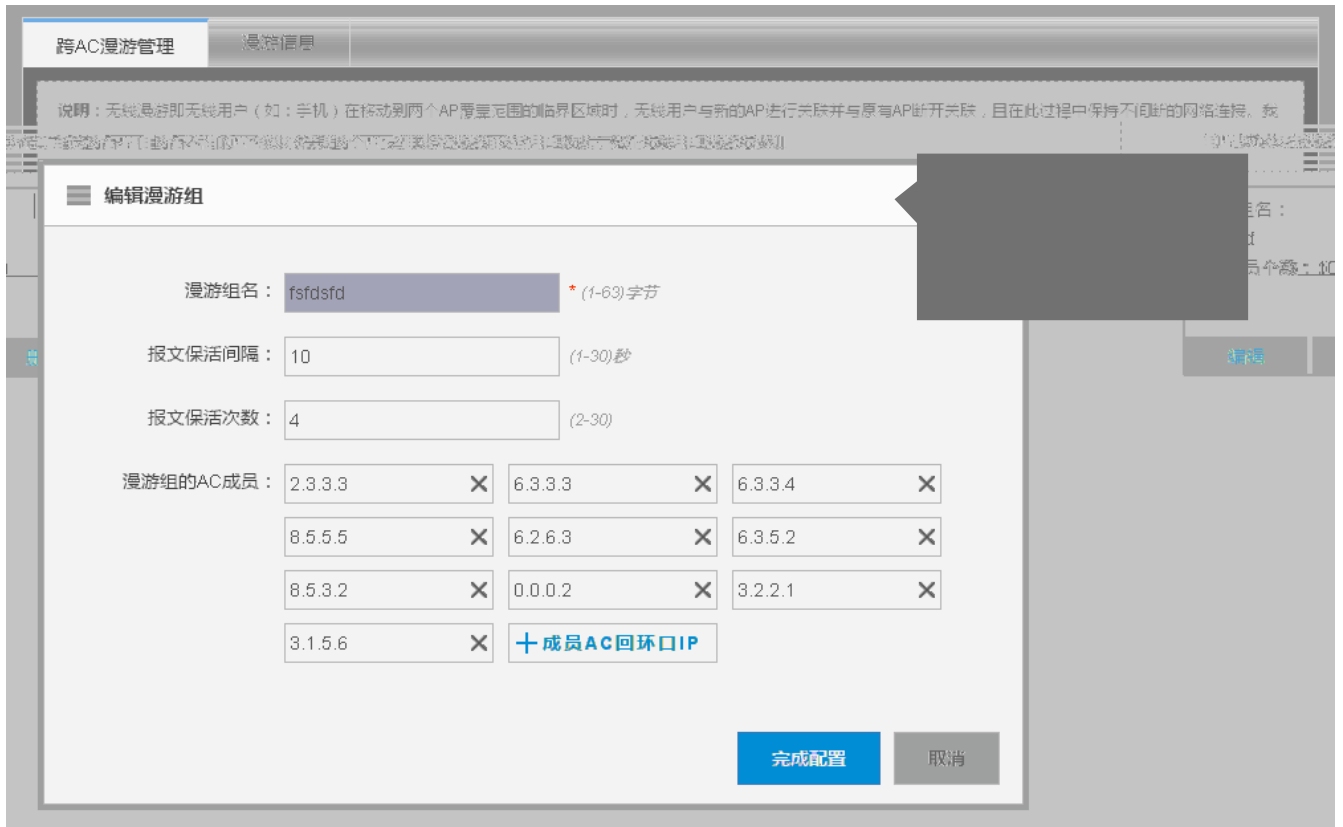 跨AC漫游管理
漫游信息
说明：无线漫游即无线用户（如：手机）在移动到两个AP覆盖范围的临界区域时，无线用户与新的AP进行关联并与原有AP断开关联，且在此过程中保持不间断的网络连接。
编辑漫游组
漫游组名：
fsfdsfd
* (1-63)字节
报文保活间隔：
10
(1-30)秒
报文保活次数：
4
(2-30)
漫游组的AC成员：
2.3.3.3
6.3.3.3
6.3.3.4
8.5.5.5
6.2.6.3
6.3.5.2
8.5.3.2
0.0.0.2
3.2.2.1
3.1.5.6
成员AC回环口IP
完成配置
取消
编辑